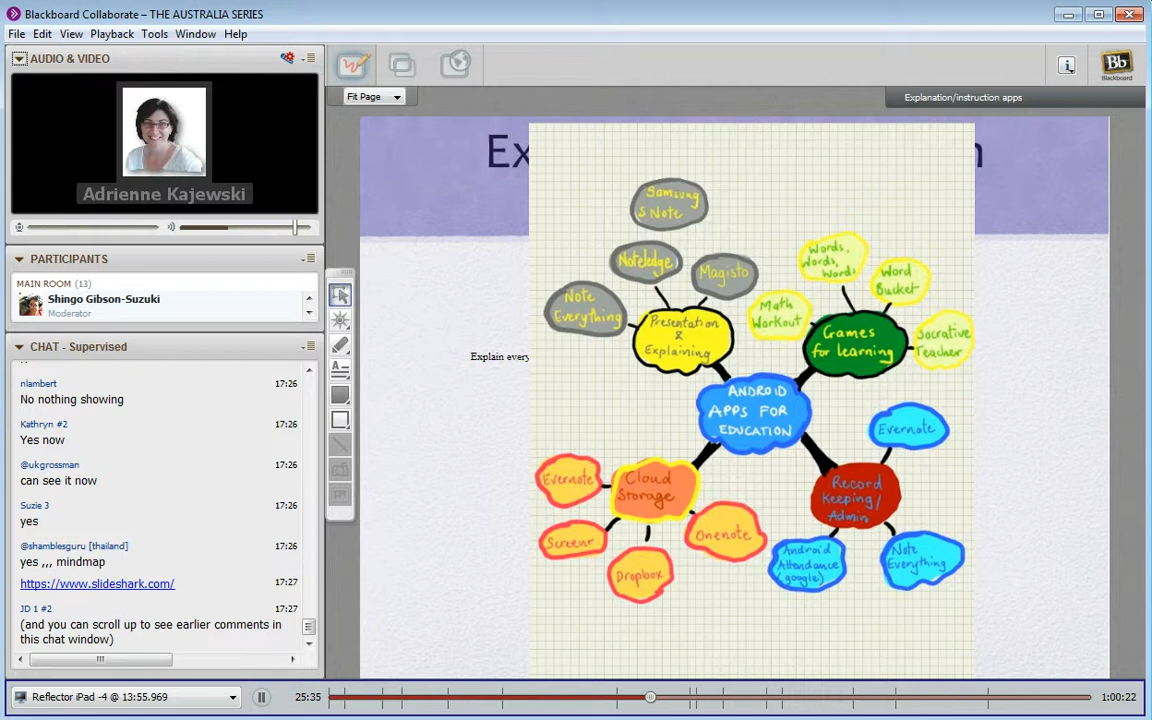 Blackboard Collaborate – THE AUSTRALIA SERIES
File Edit View Playback Tools Window Help
AUDIO & VIDEO
Adrienne Kajewski
PARTICIPANTS
MAIN ROOM (13)
Shingo Gibson-Suzuki
Moderator
CHAT - Supervised
nlambert 17:26
No nothing showing
Kathryn #2 17:26
Yes now
@ukgrossman 17:26
can see it now
Suzie 3 17:26
yes
@shamblesguru [thailand] 17:26
yes ,,, mindmap
https://www.slideshark.com/ 17:27
JD 1 #2 17:27
(and you can scroll up to see earlier comments in
this chat window)
Reflector iPad -4 @ 13:55.969
25:35
1:00:22
Fit Page
Explanation/instruction apps
i
Bb
Blackboard
Ex
n
Explain every
Samsung
S Note
Noteledge
Magisto
Note
Everything
Presentation
&
Explaining
Words,
Words,
Words
Word
Bucket
Math
Workout
Games
for learning
Socrative
Teacher
ANDROID
APPS FOR
EDUCATION
Evernote
Cloud
Storage
Screenr
Dropbox
Onenote
Evernote
Record
Keeping/
Admin
Android
Attendance
(google)
Note
Everything